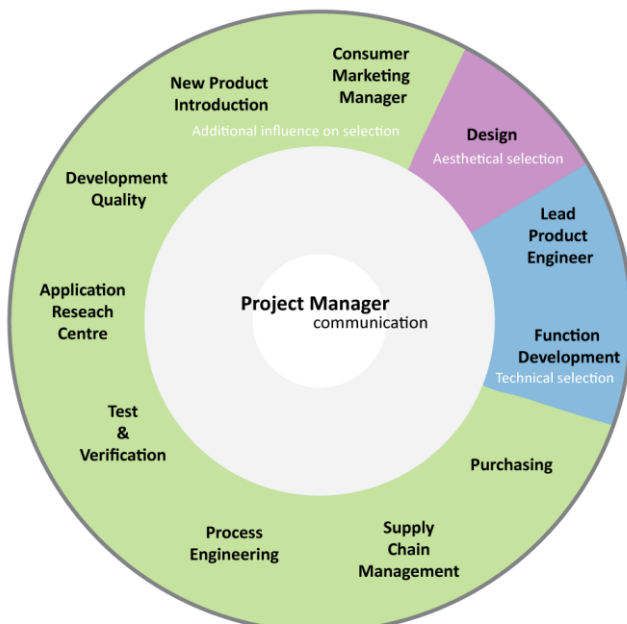 Consumer
Marketing
Manager
New Product
Introduction
Additional influence on selection
Design
Aesthetical selection
Development
Quality
Lead
Product
Engineer
Application
Reseach
Centre
Project Manager
communication
Function
Development
Technical selection
Test
&
Verification
Purchasing
Process
Engineering
Supply
Chain
Management